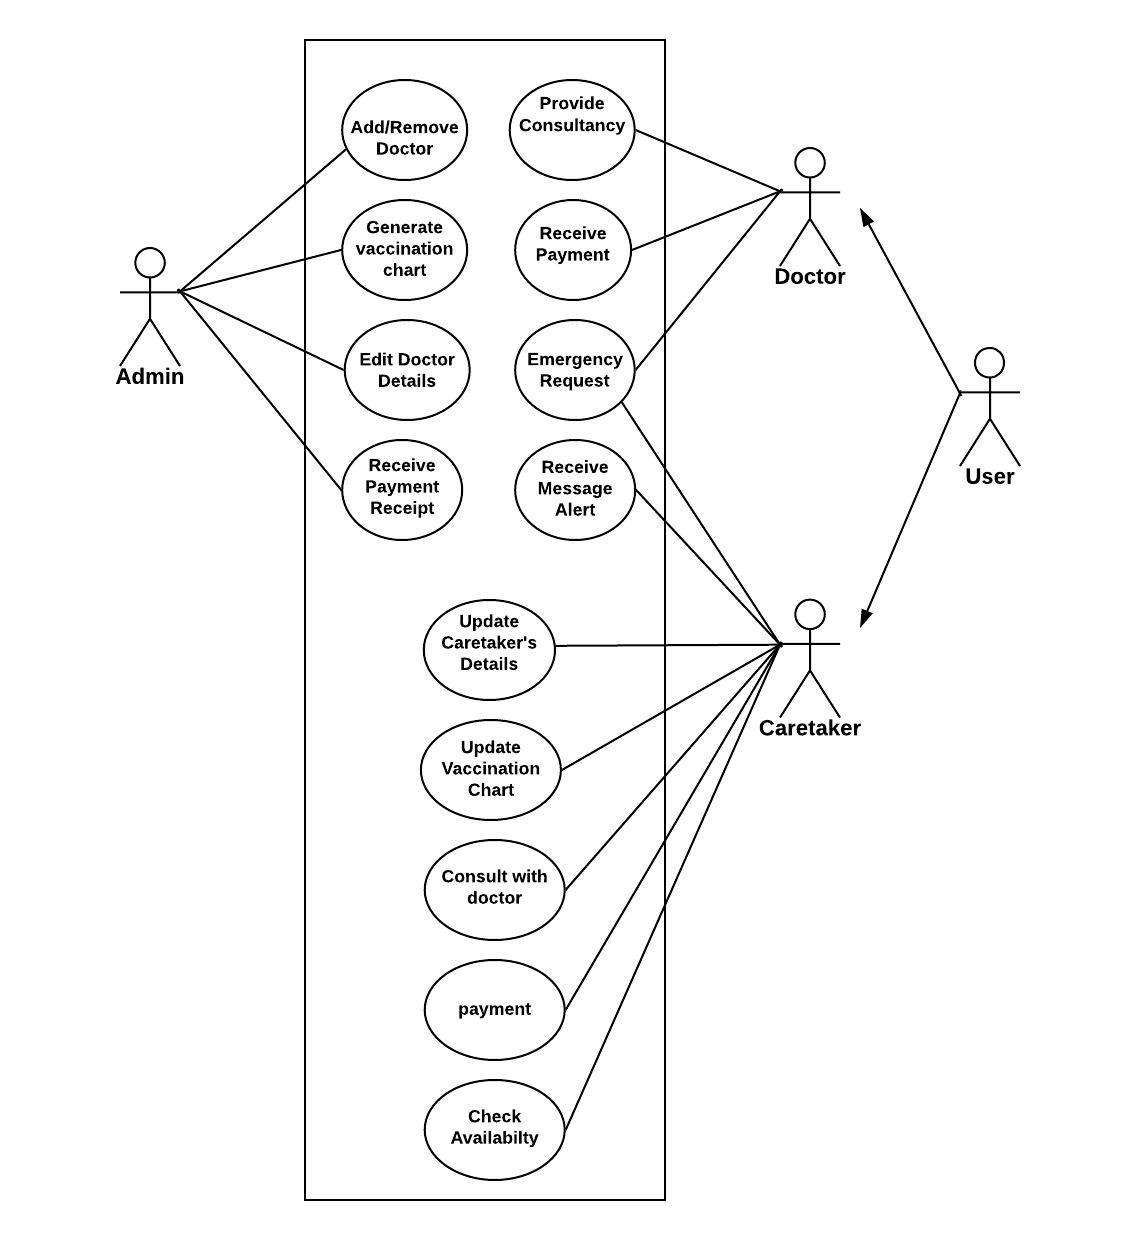 Add/Remove
Doctor
Provide
Consultancy
Generate
vaccination
chart
Receive
Payment
Doctor
Edit Doctor
Details
Emergency
Request
Admin
Receive
Payment
Receipt
Receive
Message
Alert
User
Update
Caretaker's
Details
Caretaker
Update
Vaccination
Chart
Consult with
doctor
payment
Check
Availabilty